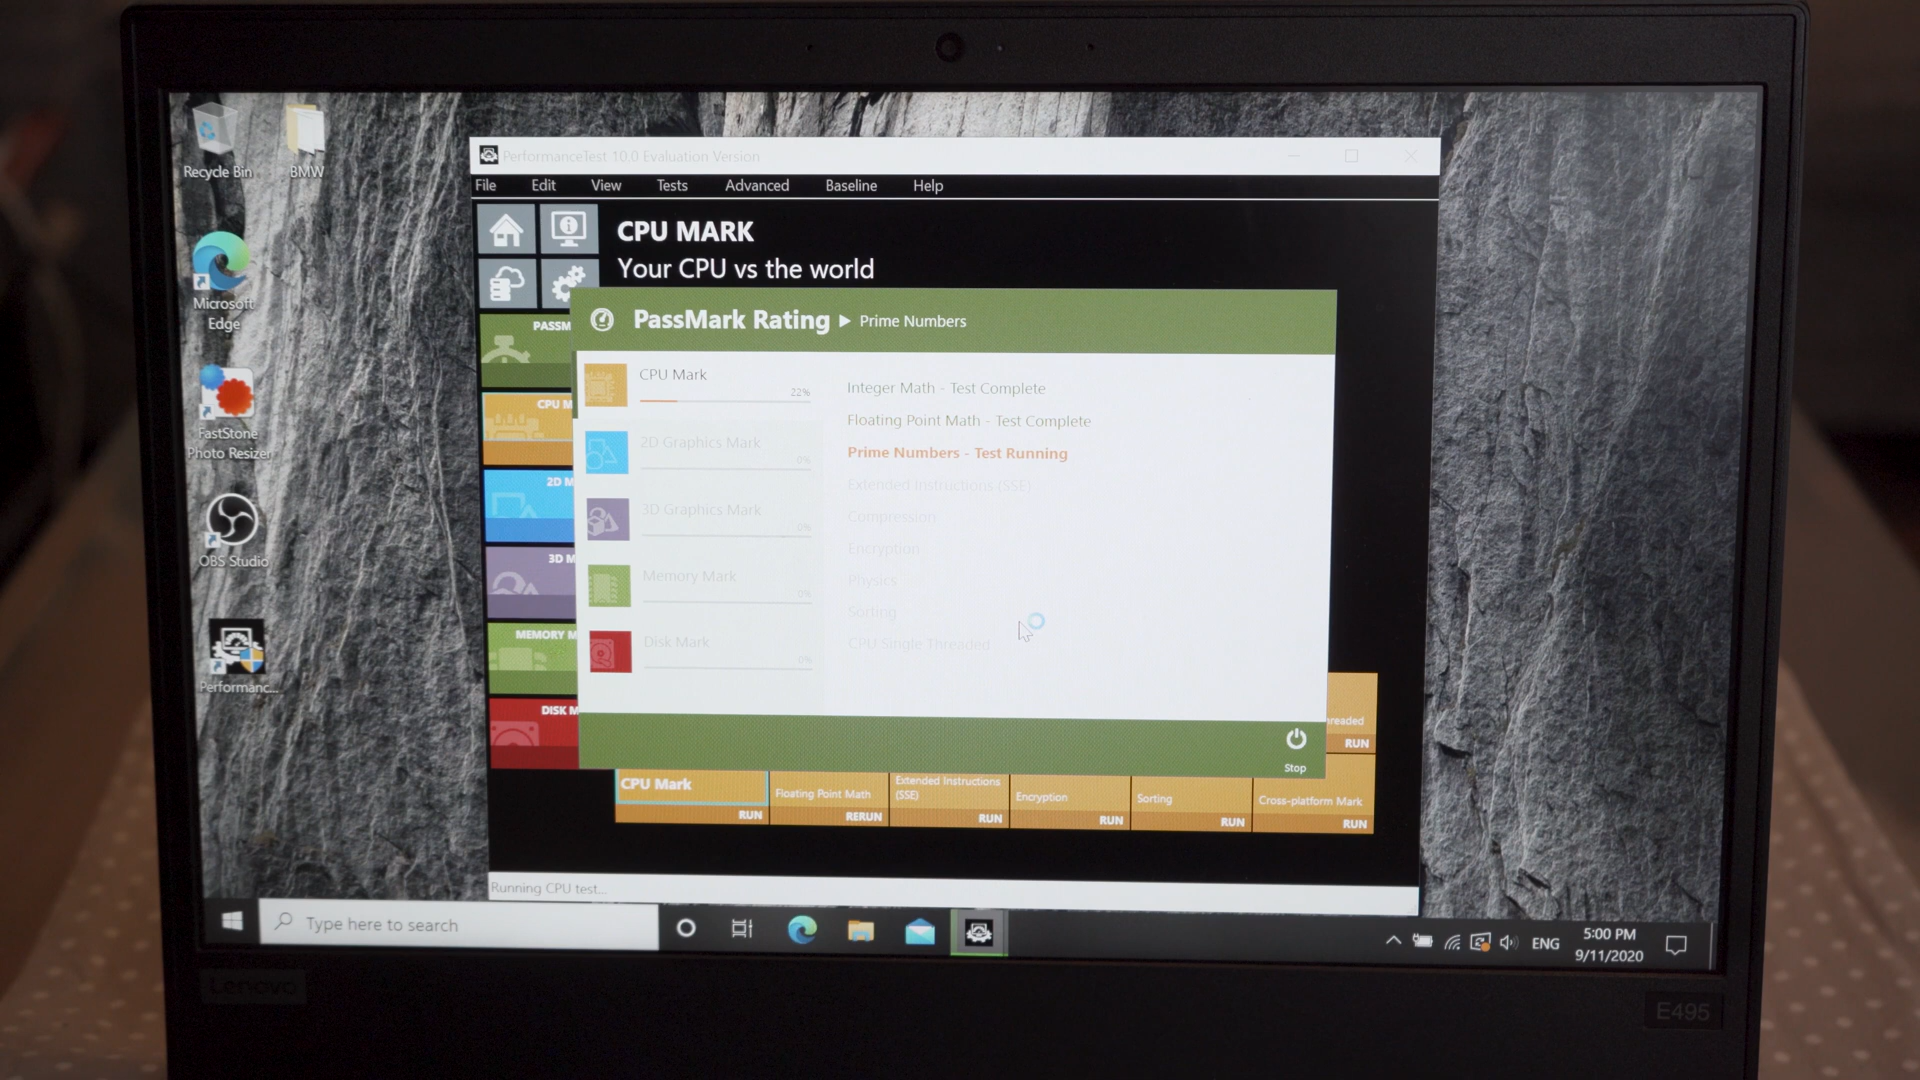 Recycle Bin
BMW
Microsoft
Edge
FastStone
Photo Resizer
OBS Studio
Performanc...
PerformanceTest 10.0 Evaluation Version
File Edit View Tests Advanced Baseline Help
CPU MARK
Your CPU vs the world
PASSM
CPU M
2D M
3D M
MEMORY M
DISK M
PassMark Rating ▶ Prime Numbers
CPU Mark
22%
2D Graphics Mark
0%
3D Graphics Mark
0%
Memory Mark
0%
Disk Mark
0%
Integer Math - Test Complete
Floating Point Math - Test Complete
Prime Numbers - Test Running
Extended Instructions (SSE)
Compression
Encryption
Physics
Sorting
CPU Single Threaded
Stop
readed
RUN
CPU Mark
RUN
Floating Point Math
RERUN
Extended Instructions
(SSE)
RUN
Encryption
RUN
Sorting
RUN
Cross-platform Mark
RUN
Running CPU test...
Type here to search
ENG
5:00 PM
9/11/2020
Lenovo
E495